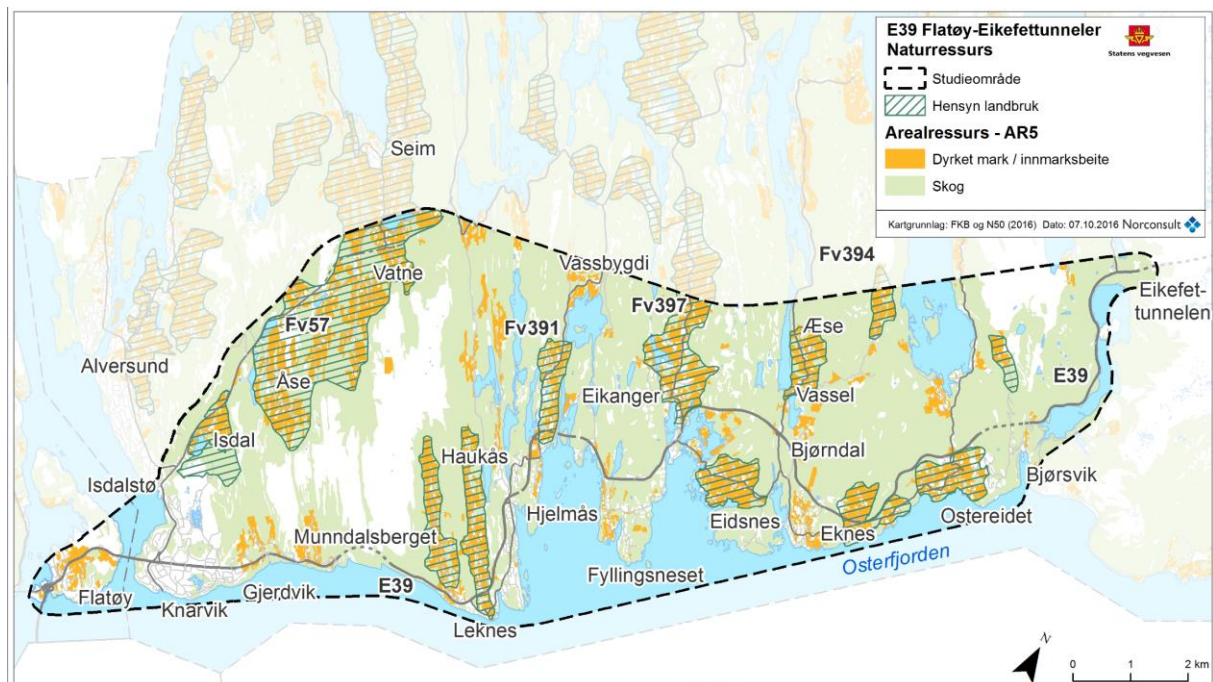 E39 Flatøy-Eikefettunneler
Naturressurs
Statens vegvesen
Studieområde
Hensyn landbruk
Arealressurs - AR5
Dyrket mark / innmarksbeite
Skog
Kartgrunnlag: FKB og N50 (2016) Dato: 07.10.2016 Norconsult
Seim
Vatne
Vassbygdi
Fv394
Eikefet-
tunnelen
Fv57
Fv391
Fv397
Æse
Alversund
Åse
Eikanger
Vassel
E39
Isdal
Haukås
Bjørndal
Isdalstø
Hjelmås
Eidsnes
Bjørsvik
Munndalsberget
Eknes
Ostereidet
Flatøy
Knarvik
Gjerdvik
E39
Fyllingsneset
Osterfjorden
Leknes
N
0 1 2 km